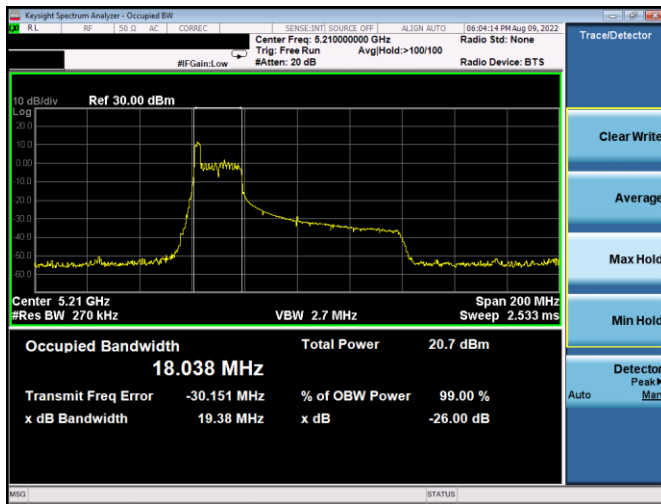 Keysight Spectrum Analyzer - Occupied BW
RL RF 50 Ω AC CORREC SENSE:INT SOURCE OFF ALIGN AUTO 06:04:14 PM Aug 09, 2022
Center Freq: 5.210000000 GHz Radio Std: None
Trig: Free Run Avg|Hold:>100/100
#IFGain:Low #Atten: 20 dB Radio Device: BTS
10 dB/div Ref 30.00 dBm
Log
20.0
10.0
0.00
-10.0
-20.0
-30.0
-40.0
-50.0
-60.0
Center 5.21 GHz Span 200 MHz
#Res BW 270 kHz VBW 2.7 MHz Sweep 2.533 ms
Occupied Bandwidth Total Power 20.7 dBm
18.038 MHz
Transmit Freq Error -30.151 MHz % of OBW Power 99.00 %
x dB Bandwidth 19.38 MHz x dB -26.00 dB
MSG STATUS
Trace/Detector
Clear Write
Average
Max Hold
Min Hold
Detector
Peak
Auto Man